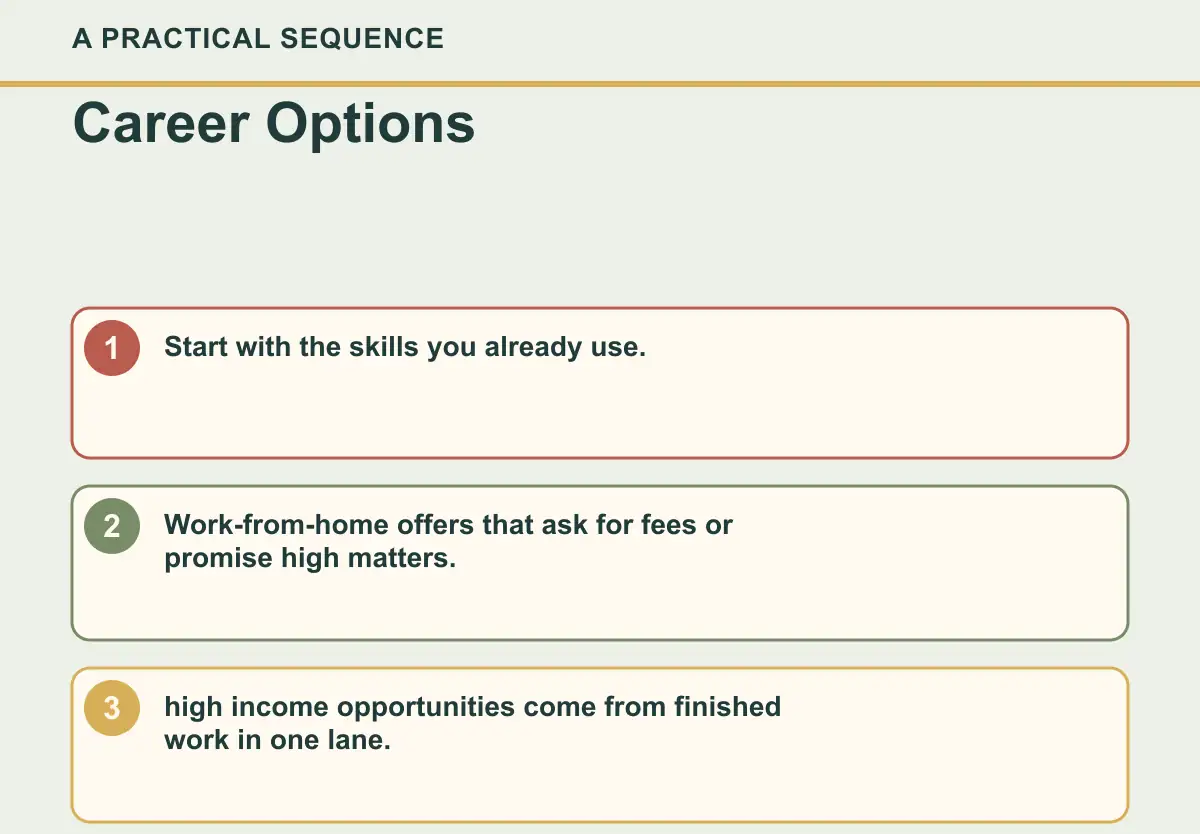 A PRACTICAL SEQUENCE
Career Options
1
Start with the skills you already use.
2
Work-from-home offers that ask for fees or
promise high matters.
3
high income opportunities come from finished
work in one lane.